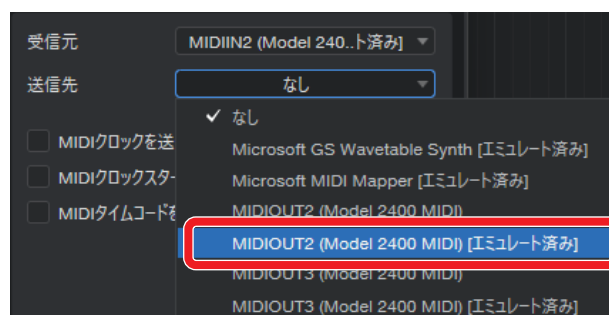 受信元 MIDIIN2 (Model 240..ト済み]
送信先 なし
なし
MIDIクロックを送
Microsoft GS Wavetable Synth [エミュレート済み]
MIDIクロックスター
Microsoft MIDI Mapper [エミュレート済み]
MIDIタイムコードを
MIDIOUT2 (Model 2400 MIDI)
MIDIOUT2 (Model 2400 MIDI) [エミュレート済み]
MIDIOUT3 (Model 2400 MIDI)
MIDIOUT3 (Model 2400 MIDI) [エミュレート済み]